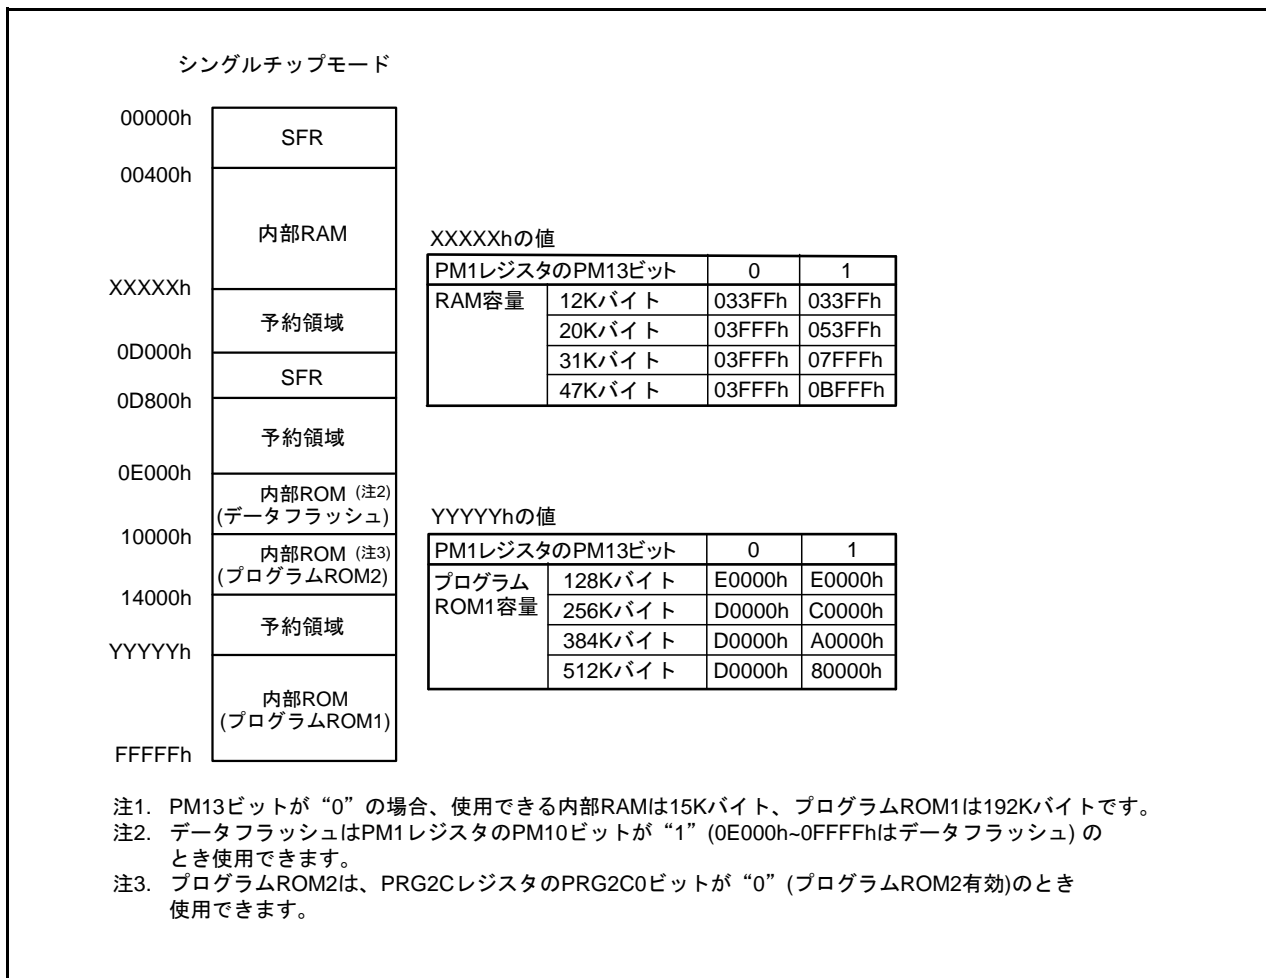 シングルチップモード
00000h
SFR
00400h
内部RAM
XXXXXh
予約領域
0D000h
SFR
0D800h
予約領域
0E000h
内部ROM (注2)
(データフラッシュ)
10000h
内部ROM (注3)
(プログラムROM2)
14000h
予約領域
YYYYYh
内部ROM
(プログラムROM1)
FFFFFh
XXXXXhの値
PM1レジスタのPM13ビット 0 1
RAM容量 12Kバイト 033FFh 033FFh
20Kバイト 03FFFh 053FFh
31Kバイト 03FFFh 07FFFh
47Kバイト 03FFFh 0BFFFh
YYYYYhの値
PM1レジスタのPM13ビット 0 1
プログラム 128Kバイト E0000h E0000h
ROM1容量 256Kバイト D0000h C0000h
384Kバイト D0000h A0000h
512Kバイト D0000h 80000h
注1. PM13ビットが“0”の場合、使用できる内部RAMは15Kバイト、プログラムROM1は192Kバイトです。
注2. データフラッシュはPM1レジスタのPM10ビットが“1”(0E000h~0FFFFhはデータフラッシュ) の
とき使用できます。
注3. プログラムROM2は、PRG2CレジスタのPRG2C0ビットが“0”(プログラムROM2有効)のとき
使用できます。